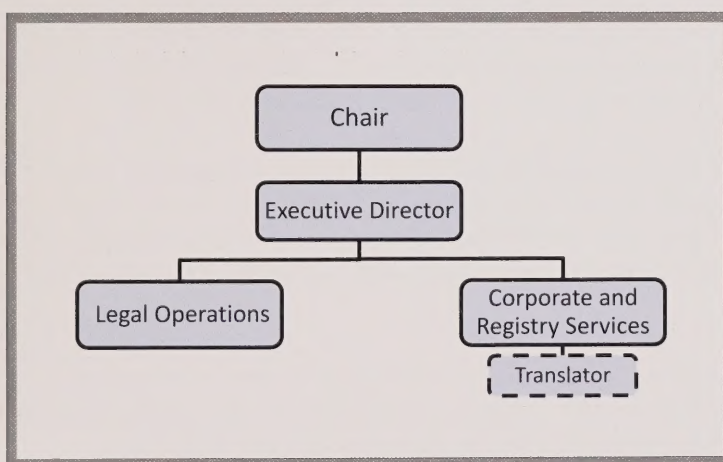 Chair
Executive Director
Legal Operations
Corporate and
Registry Services
Translator